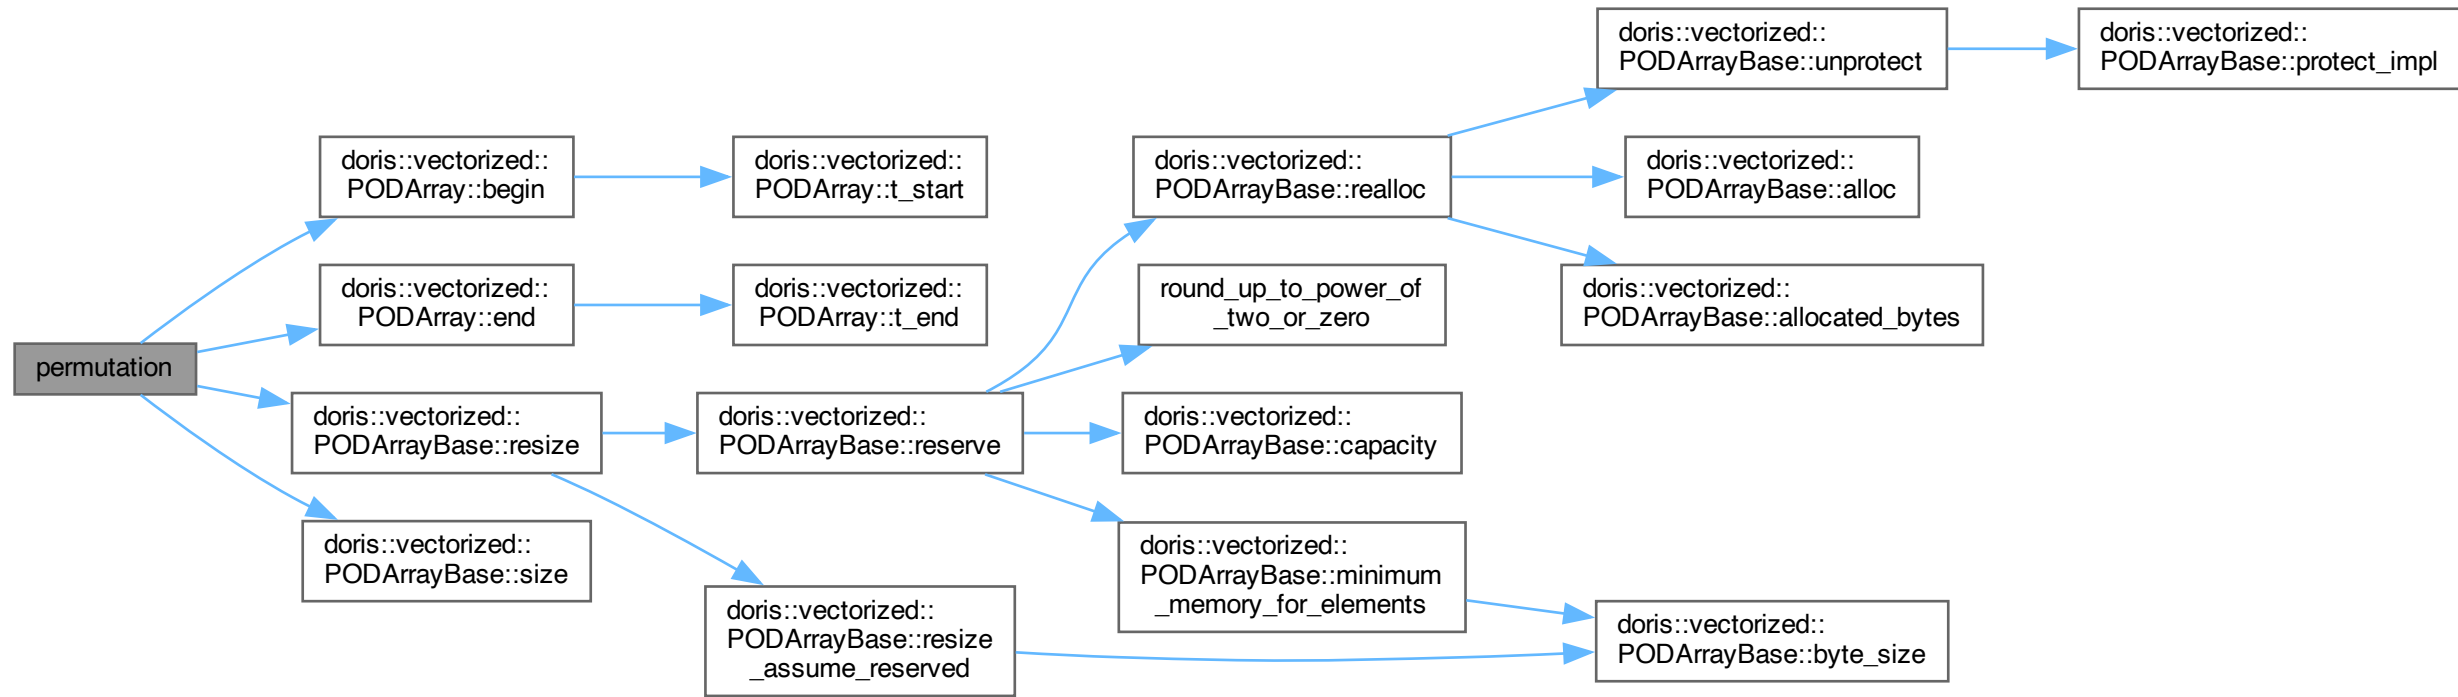 permutation
doris::vectorized::
PODArray::begin
doris::vectorized::
PODArray::t_start
doris::vectorized::
PODArray::end
doris::vectorized::
PODArray::t_end
doris::vectorized::
PODArrayBase::resize
doris::vectorized::
PODArrayBase::reserve
doris::vectorized::
PODArrayBase::realloc
doris::vectorized::
PODArrayBase::unprotect
doris::vectorized::
PODArrayBase::protect_impl
doris::vectorized::
PODArrayBase::alloc
doris::vectorized::
PODArrayBase::allocated_bytes
round_up_to_power_of
_two_or_zero
doris::vectorized::
PODArrayBase::capacity
doris::vectorized::
PODArrayBase::minimum
_memory_for_elements
doris::vectorized::
PODArrayBase::byte_size
doris::vectorized::
PODArrayBase::resize
_assume_reserved
doris::vectorized::
PODArrayBase::size